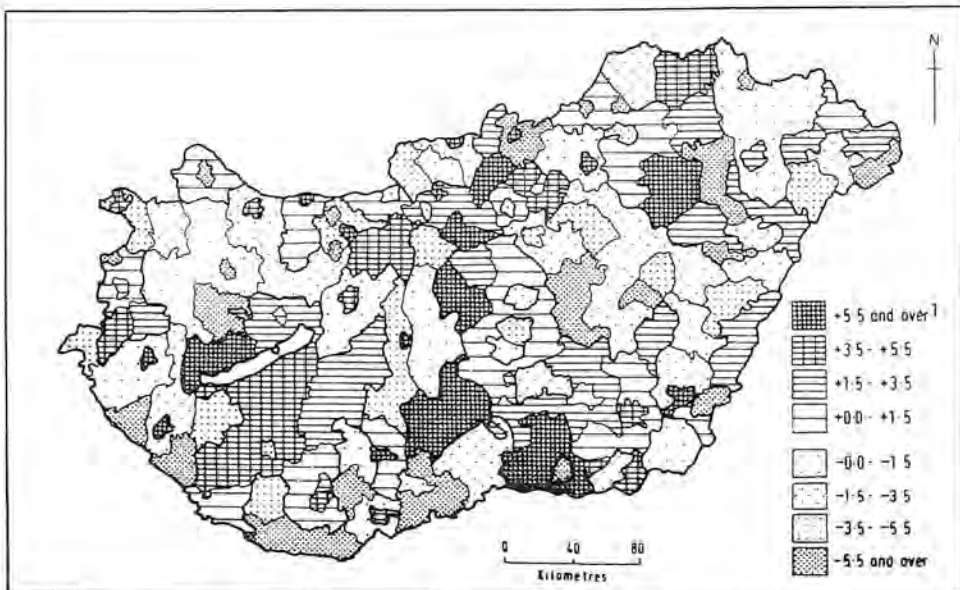 N
+5·5 and over
+3·5 - +5·5
+1·5 - +3·5
+0·0 - +1·5
-0·0 - 1·5
-1·5 - 3·5
-3·5 - 5·5
-5·5 and over
0 40 80
Kilometres